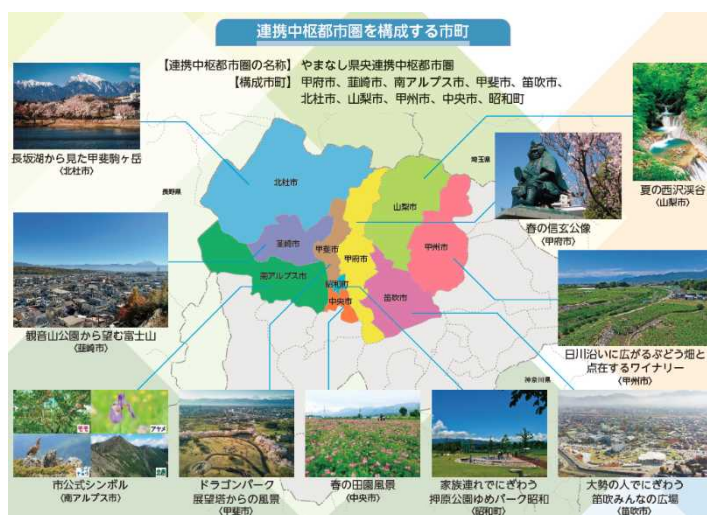 連携中枢都市圏を構成する市町
【連携中枢都市圏の名称】 やまなし県央連携中枢都市圏
【構成市町】 甲府市、韮崎市、南アルプス市、甲斐市、笛吹市、
北杜市、山梨市、甲州市、中央市、昭和町
長坂湖から見た甲斐駒ヶ岳
〈北杜市〉
夏の西沢渓谷
〈山梨市〉
春の信玄公像
〈甲府市〉
長野県
埼玉県
北杜市
山梨市
韮崎市
甲斐市
甲府市
甲州市
南アルプス市
昭和町
中央市
笛吹市
神奈川県
観音山公園から望む富士山
〈韮崎市〉
日川沿いに広がるぶどう畑と
点在するワイナリー
〈甲州市〉
モモ
アヤメ
市公式シンボル
〈南アルプス市〉
ドラゴンパーク
展望塔からの風景
〈甲斐市〉
春の田園風景
〈中央市〉
家族連れでにぎわう
押原公園ゆめパーク昭和
〈昭和町〉
大勢の人でにぎわう
笛吹みんなの広場
〈笛吹市〉